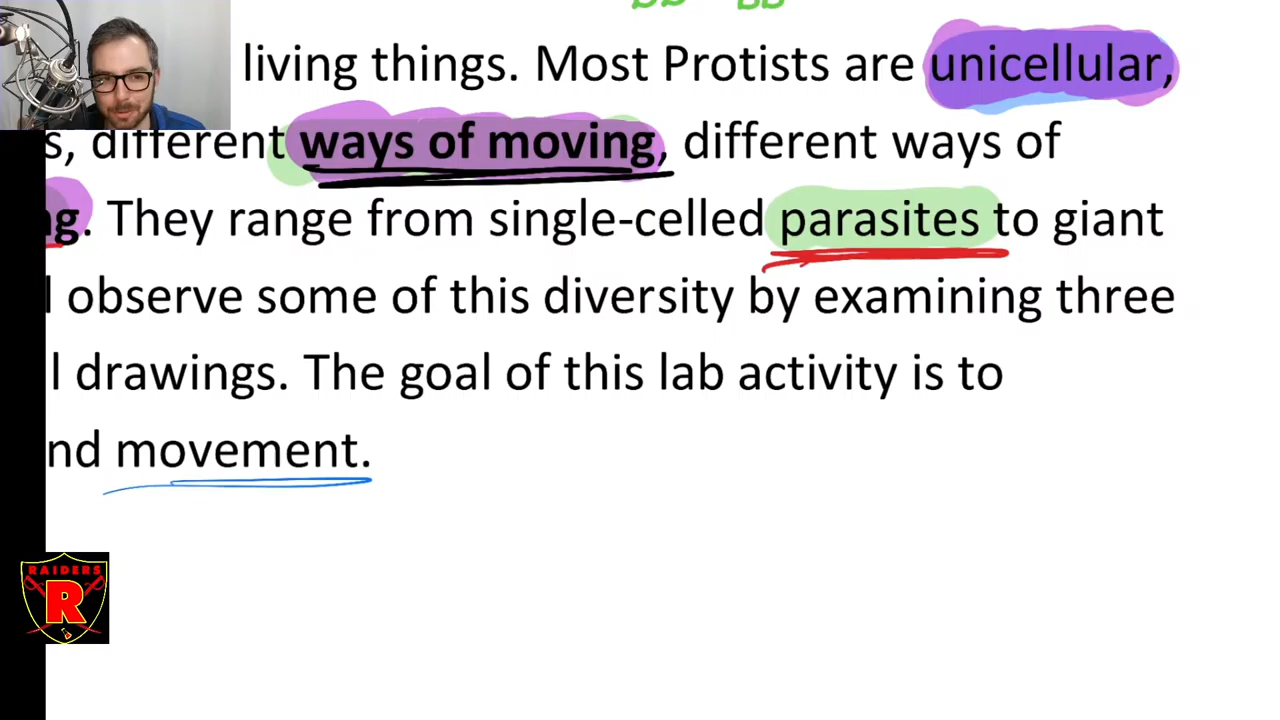 living things. Most Protists are unicellular,
s, different ways of moving, different ways of
g. They range from single-celled parasites to giant
observe some of this diversity by examining three
l drawings. The goal of this lab activity is to
nd movement.
RAIDERS
R